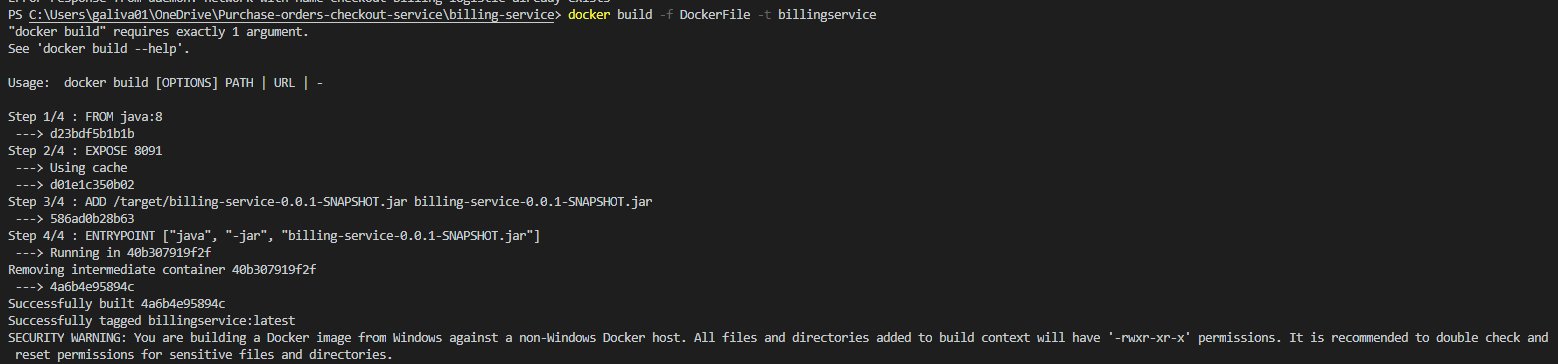 PS C:\Users\galiva01\OneDrive\Purchase-orders-checkout-service\billing-service> docker build -f DockerFile -t billingservice
"docker build" requires exactly 1 argument.
See 'docker build --help'.
Usage:  docker build [OPTIONS] PATH | URL | -
Step 1/4 : FROM java:8
 ---> d23bdf5b1b1b
Step 2/4 : EXPOSE 8091
 ---> Using cache
 ---> d01e1c350b02
Step 3/4 : ADD /target/billing-service-0.0.1-SNAPSHOT.jar billing-service-0.0.1-SNAPSHOT.jar
 ---> 586ad0b28b63
Step 4/4 : ENTRYPOINT ["java", "-jar", "billing-service-0.0.1-SNAPSHOT.jar"]
 ---> Running in 40b307919f2f
Removing intermediate container 40b307919f2f
 ---> 4a6b4e95894c
Successfully built 4a6b4e95894c
Successfully tagged billingservice:latest
SECURITY WARNING: You are building a Docker image from Windows against a non-Windows Docker host. All files and directories added to build context will have '-rwxr-xr-x' permissions. It is recommended to double check and
 reset permissions for sensitive files and directories.